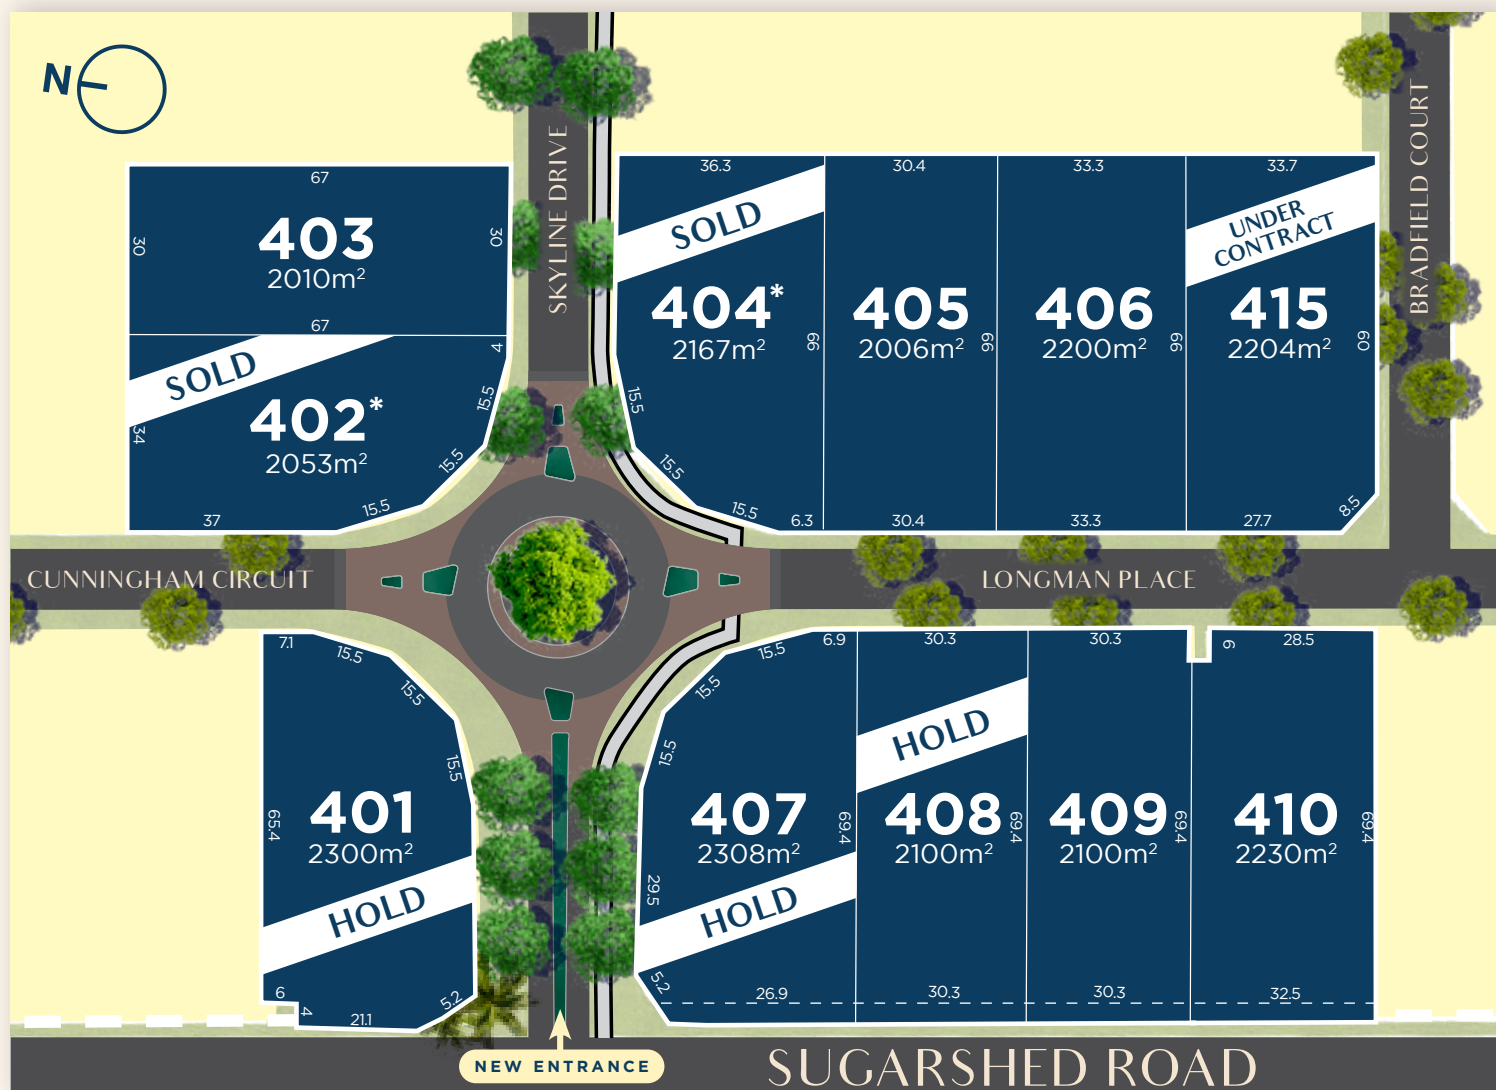 N
SKYLINE DRIVE
BRADFIELD COURT
67
403
2010m²
30
30
67
SOLD
402*
2053m²
34
4
15.5
15.5
15.5
37
36.3
SOLD
404*
2167m²
66
15.5
15.5
15.5
6.3
30.4
405
2006m²
66
30.4
33.3
406
2200m²
66
33.3
33.7
UNDER
CONTRACT
415
2204m²
60
8.5
27.7
CUNNINGHAM CIRCUIT
LONGMAN PLACE
7.1
15.5
15.5
15.5
65.4
401
2300m²
HOLD
6
4
21.1
5.2
6.9
15.5
15.5
15.5
407
2308m²
69.4
29.5
HOLD
5.2
26.9
30.3
HOLD
408
2100m²
69.4
30.3
30.3
409
2100m²
69.4
30.3
9
28.5
410
2230m²
69.4
32.5
NEW ENTRANCE
SUGARSHED ROAD